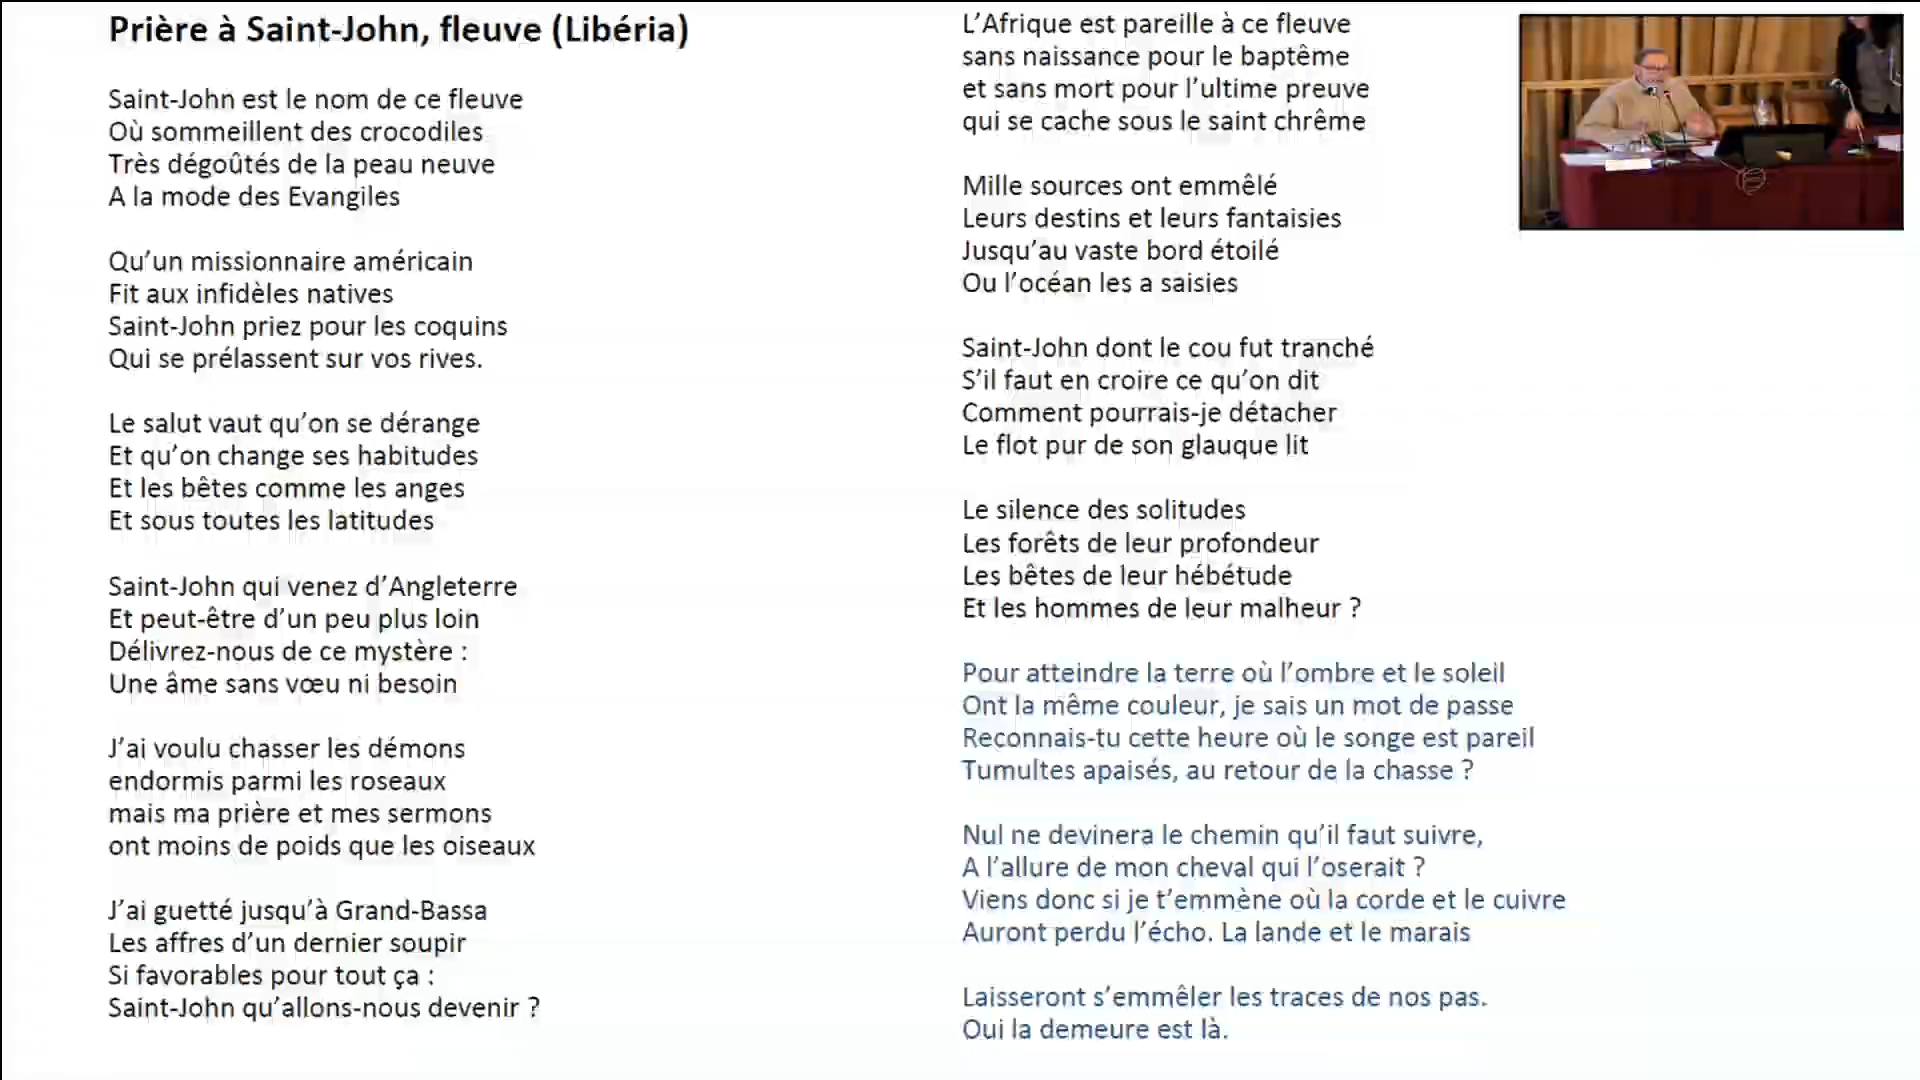 Prière à Saint-John, fleuve (Libéria)
Saint-John est le nom de ce fleuve
Où sommeillent des crocodiles
Très dégoûtés de la peau neuve
A la mode des Evangiles
Qu’un missionnaire américain
Fit aux infidèles natives
Saint-John priez pour les coquins
Qui se prélassent sur vos rives.
Le salut vaut qu’on se dérange
Et qu’on change ses habitudes
Et les bêtes comme les anges
Et sous toutes les latitudes
Saint-John qui venez d’Angleterre
Et peut-être d’un peu plus loin
Délivrez-nous de ce mystère :
Une âme sans vœu ni besoin
J’ai voulu chasser les démons
endormis parmi les roseaux
mais ma prière et mes sermons
ont moins de poids que les oiseaux
J’ai guetté jusqu’à Grand-Bassa
Les affres d’un dernier soupir
Si favorables pour tout ça :
Saint-John qu’allons-nous devenir ?
L’Afrique est pareille à ce fleuve
sans naissance pour le baptême
et sans mort pour l’ultime preuve
qui se cache sous le saint chrême
Mille sources ont emmêlé
Leurs destins et leurs fantaisies
Jusqu’au vaste bord étoilé
Ou l’océan les a saisies
Saint-John dont le cou fut tranché
S’il faut en croire ce qu’on dit
Comment pourrais-je détacher
Le flot pur de son glauque lit
Le silence des solitudes
Les forêts de leur profondeur
Les bêtes de leur hébétude
Et les hommes de leur malheur ?
Pour atteindre la terre où l’ombre et le soleil
Ont la même couleur, je sais un mot de passe
Reconnais-tu cette heure où le songe est pareil
Tumultes apaisés, au retour de la chasse ?
Nul ne devinera le chemin qu’il faut suivre,
A l’allure de mon cheval qui l’oserait ?
Viens donc si je t’emmène où la corde et le cuivre
Auront perdu l’écho. La lande et le marais
Laisseront s’emmêler les traces de nos pas.
Oui la demeure est là.